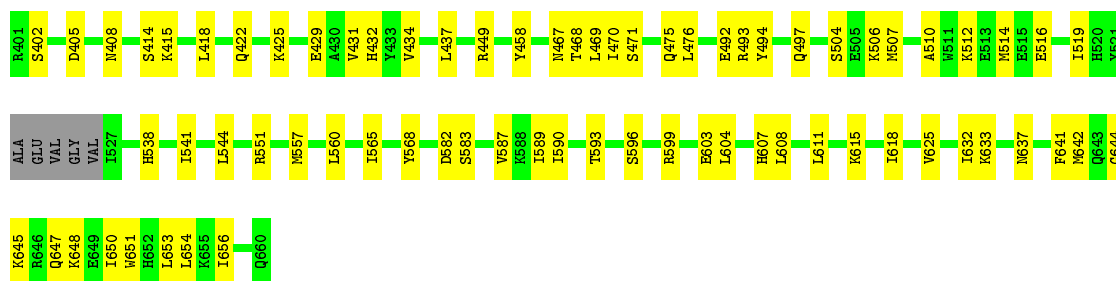 R401 S402 D405 N408 S414 K415 L418 Q422 K425 E429 A430 V431 H432 Y433 V434 L437 R449 Y458 N467 T468 L469 I470 S471 Q475 L476 E492 R493 Y494 Q497 S504 E505 K506 M507 A510 W511 K512 E513 M514 E515 E516 I519 H520 Y521
ALA GLU VAL GLY VAL I527 H538 I541 L544 R551 M557 L560 I565 Y568 D582 S583 V587 K588 I589 I590 T593 S596 R599 E603 L604 H607 L608 L611 K615 I618 V625 I632 K633 N637 F641 M642 Q643
K645 R646 Q647 K648 E649 I650 W651 H652 L653 L654 K655 I656 Q660